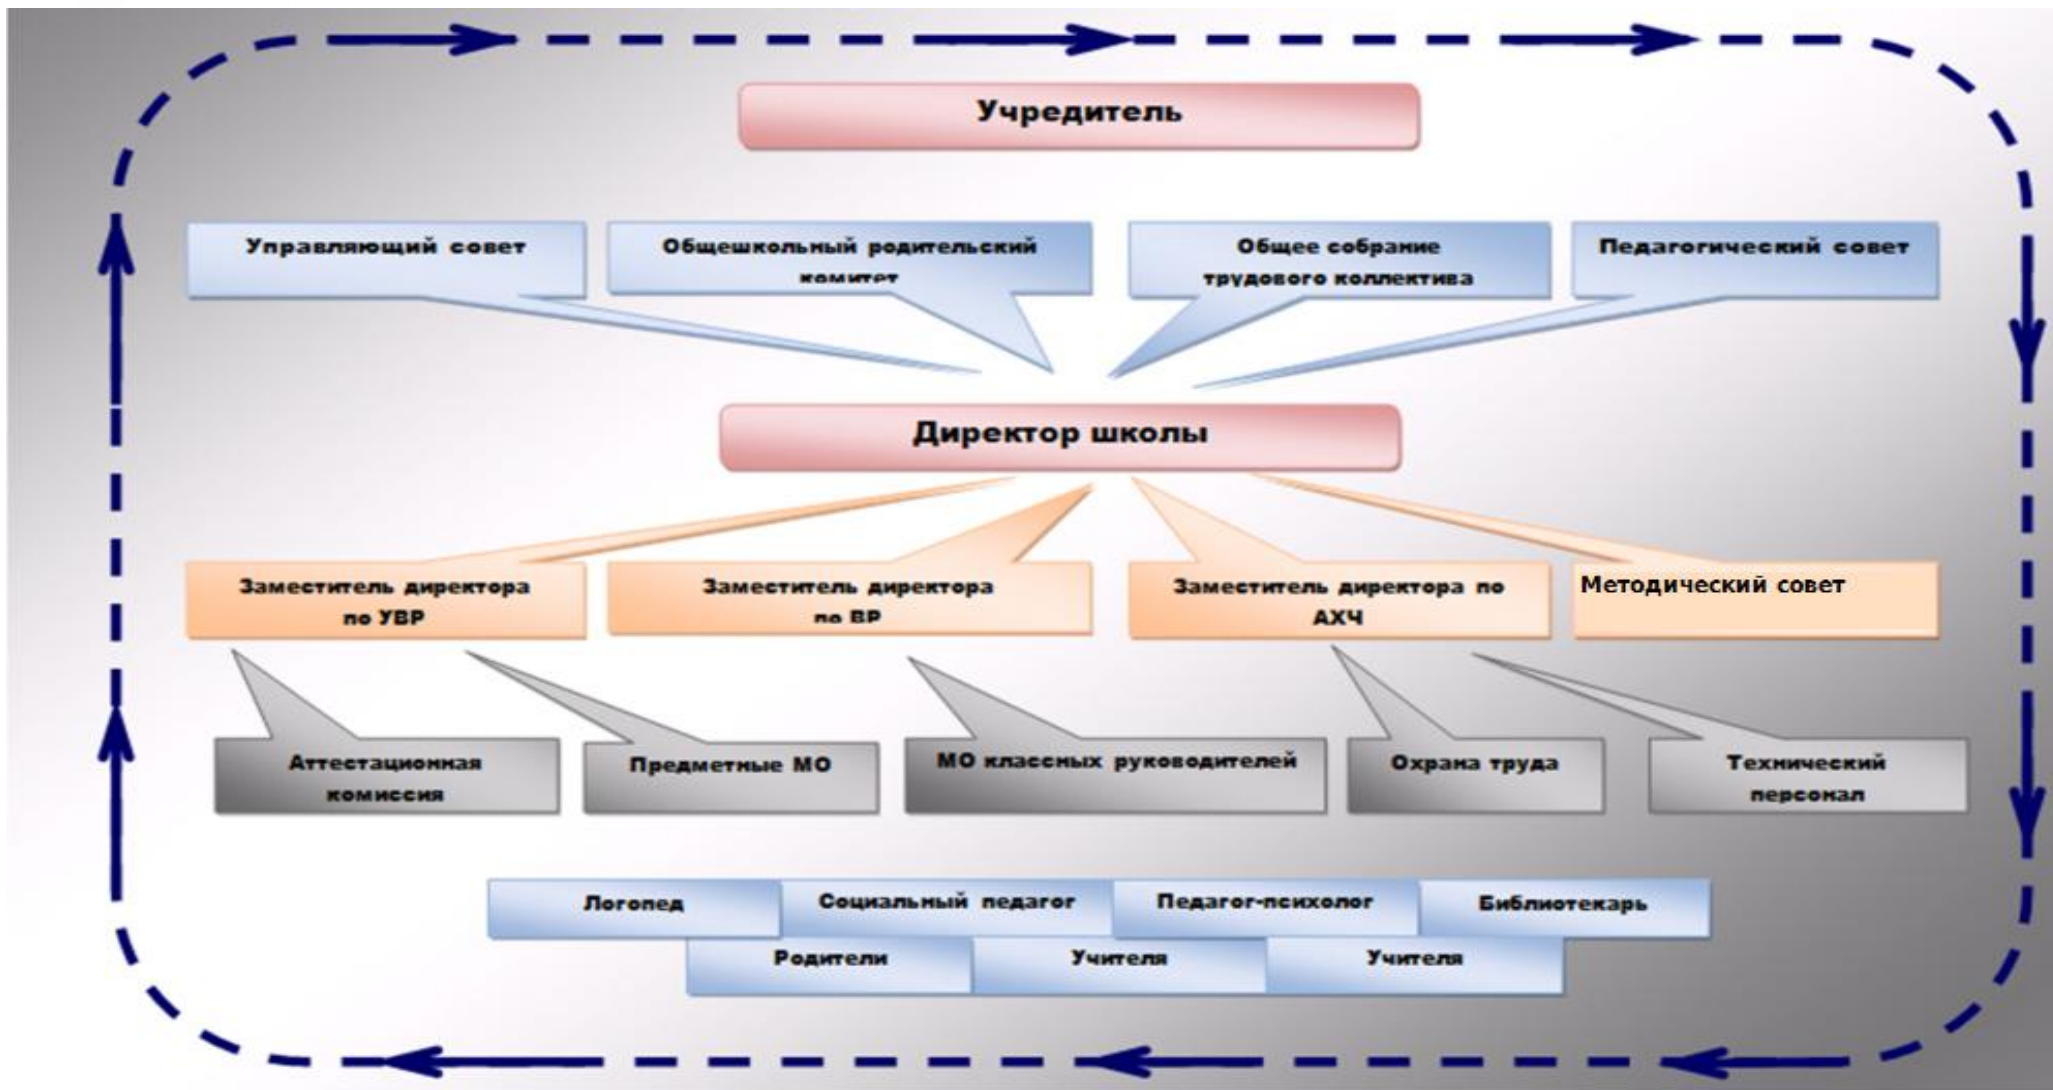 Учредитель
Управляющий совет
Общешкольный родительский
комитет
Общее собрание
трудового коллектива
Педагогический совет
Директор школы
Заместитель директора
по УВР
Заместитель директора
по ВР
Заместитель директора по
АХЧ
Методический совет
Аттестационная
комиссия
Предметные МО
МО классных руководителей
Охрана труда
Технический
персонал
Логопед
Социальный педагог
Педагог-психолог
Библиотекарь
Родители
Учителя
Учителя